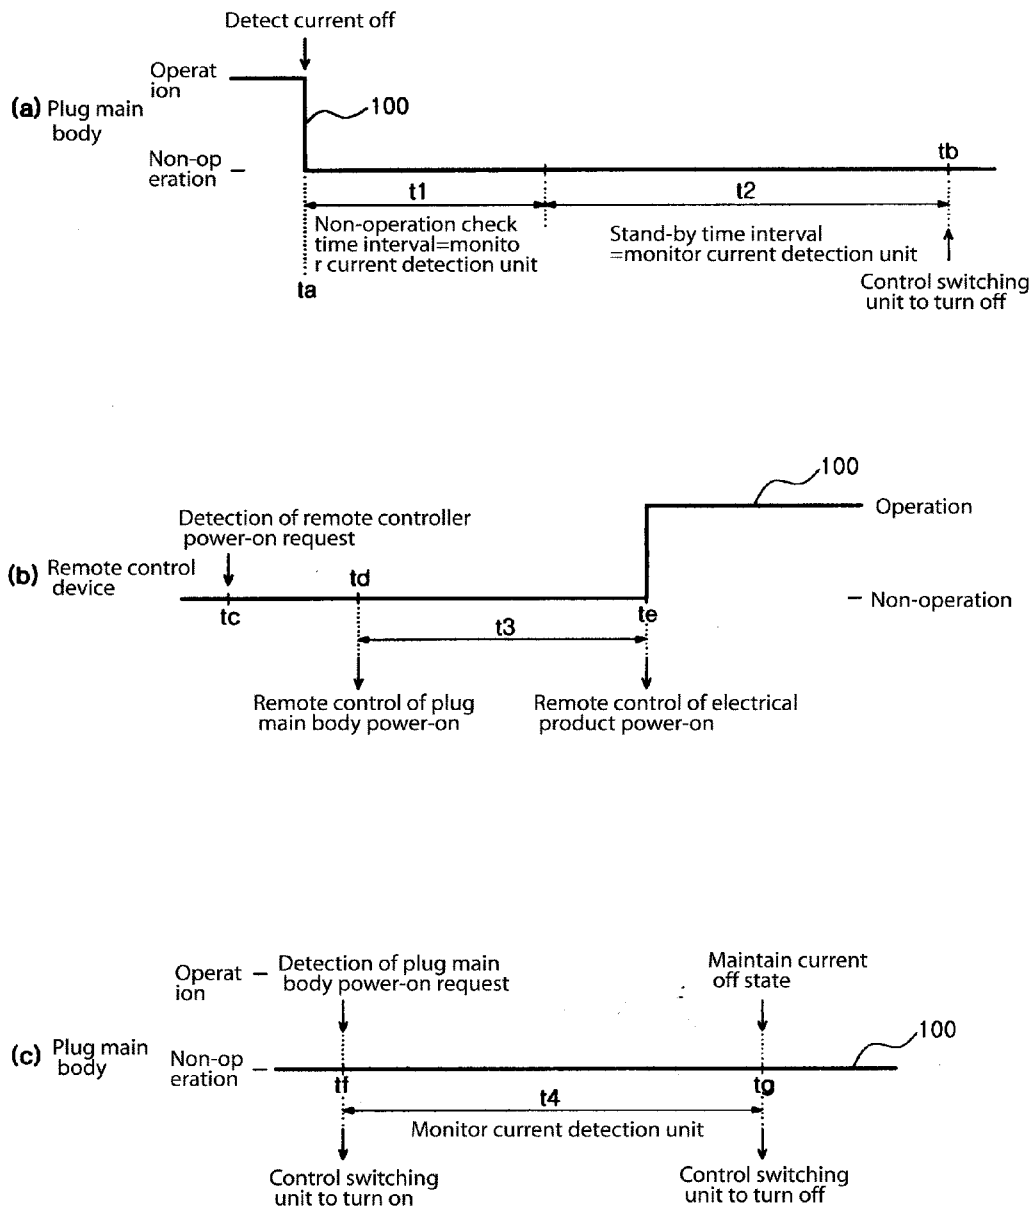 Detect current off
Operat
ion
(a) Plug main
body
100
Non-op
eration
tb
t1
t2
Non-operation check
time interval=monito
r current detection unit
Stand-by time interval
=monitor current detection unit
ta
Control switching
unit to turn off
100
Operation
Detection of remote controller
power-on request
(b) Remote control
device
td
tc
te
Non-operation
t3
Remote control of plug
main body power-on
Remote control of electrical
product power-on
Operat
ion
Detection of plug main
body power-on request
Maintain current
off state
100
(c) Plug main
body
Non-op
eration
tf
tg
t4
Monitor current detection unit
Control switching
unit to turn on
Control switching
unit to turn off